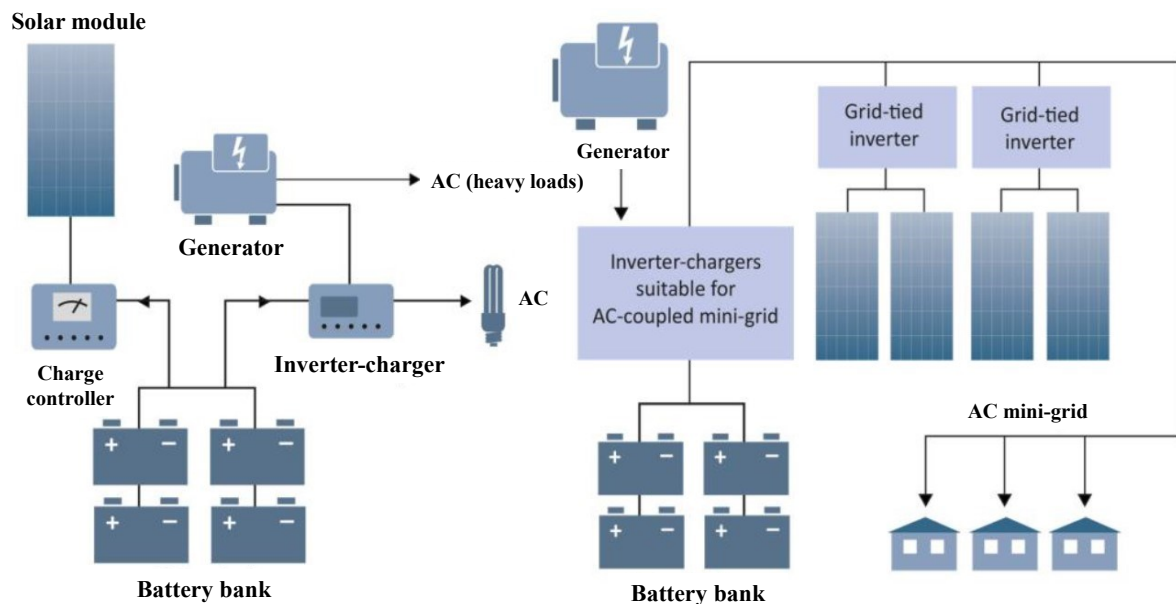 Solar module
Generator
AC (heavy loads)
Inverter-charger
AC
Charge
controller
+ − + −
+ − + −
Battery bank
Generator
Inverter-chargers
suitable for
AC-coupled mini-grid
Grid-tied
inverter
Grid-tied
inverter
AC mini-grid
+ − + −
+ − + −
Battery bank